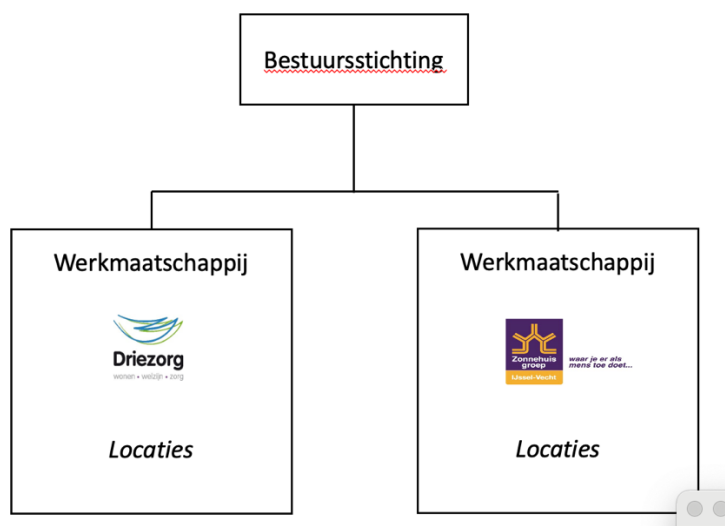 Bestuursstichting
Werkmaatschappij
Driezorg
wonen • welzijn • zorg
Locaties
Werkmaatschappij
Zonnehuis
groep
IJssel-Vecht
waar je er als
mens toe doet...
Locaties